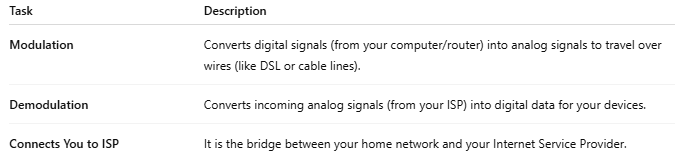 Task Description
Modulation Converts digital signals (from your computer/router) into analog signals to travel over
wires (like DSL or cable lines).
Demodulation Converts incoming analog signals (from your ISP) into digital data for your devices.
Connects You to ISP It is the bridge between your home network and your Internet Service Provider.